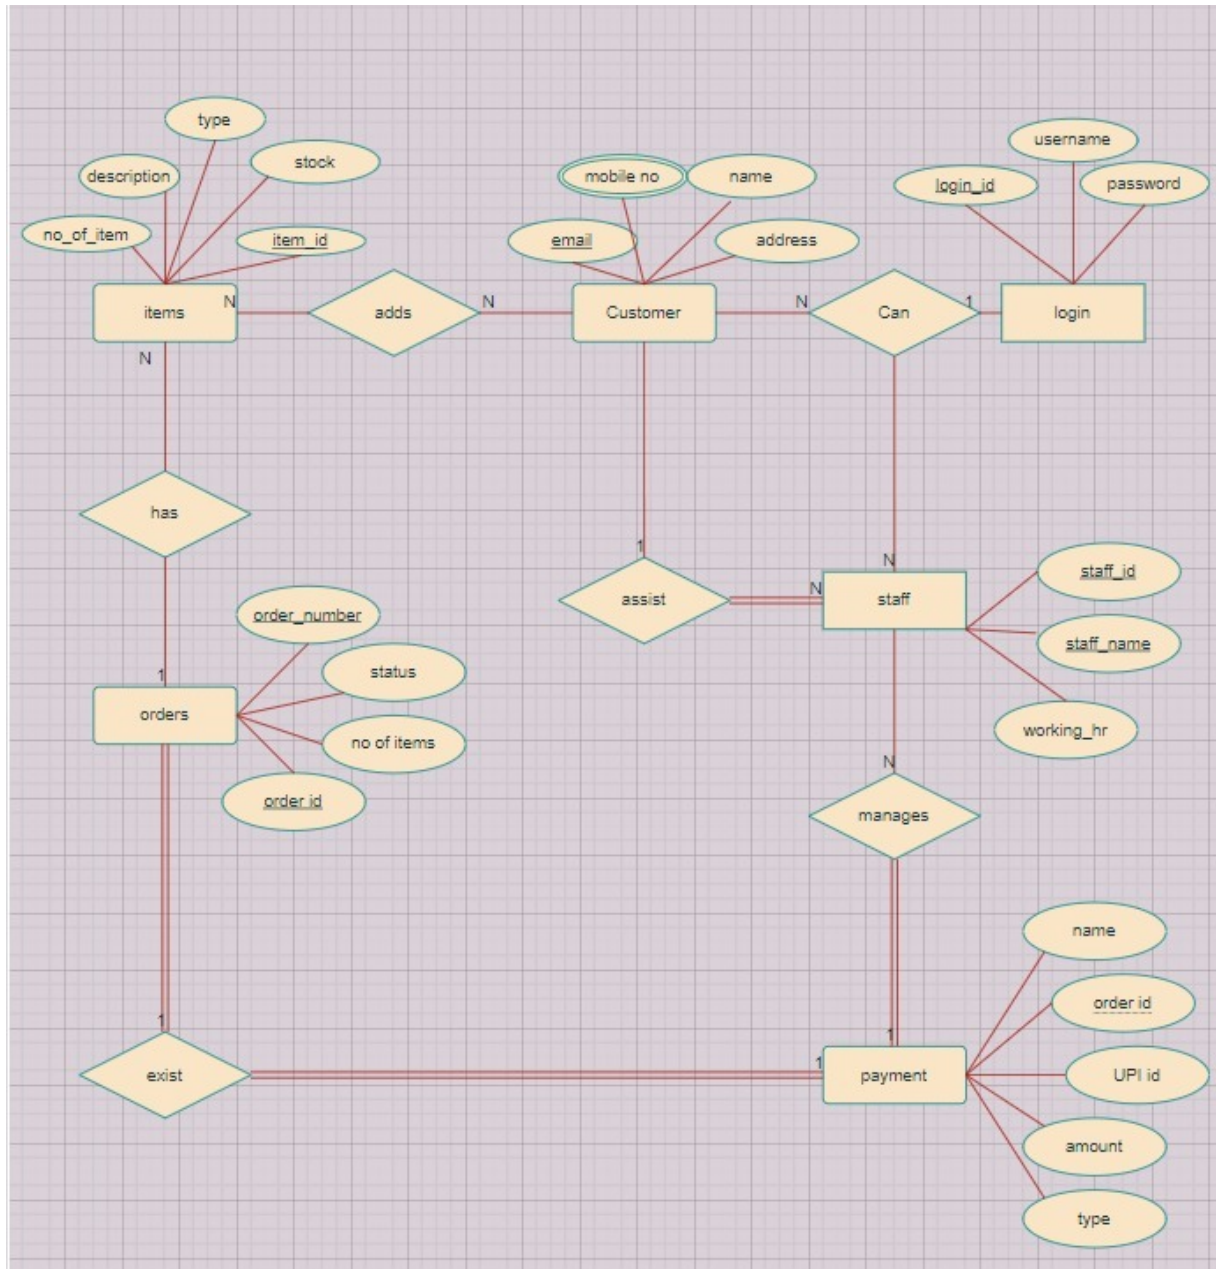 type
stock
description
no_of_item
item_id
mobile no
name
email
address
username
login_id
password
items
N
adds
N
Customer
N
Can
1
login
N
has
1
assist
N
N
staff
staff_id
staff_name
working_hr
1
orders
order_number
status
no of items
order id
N
manages
1
exist
1
1
payment
name
order id
UPI id
amount
type